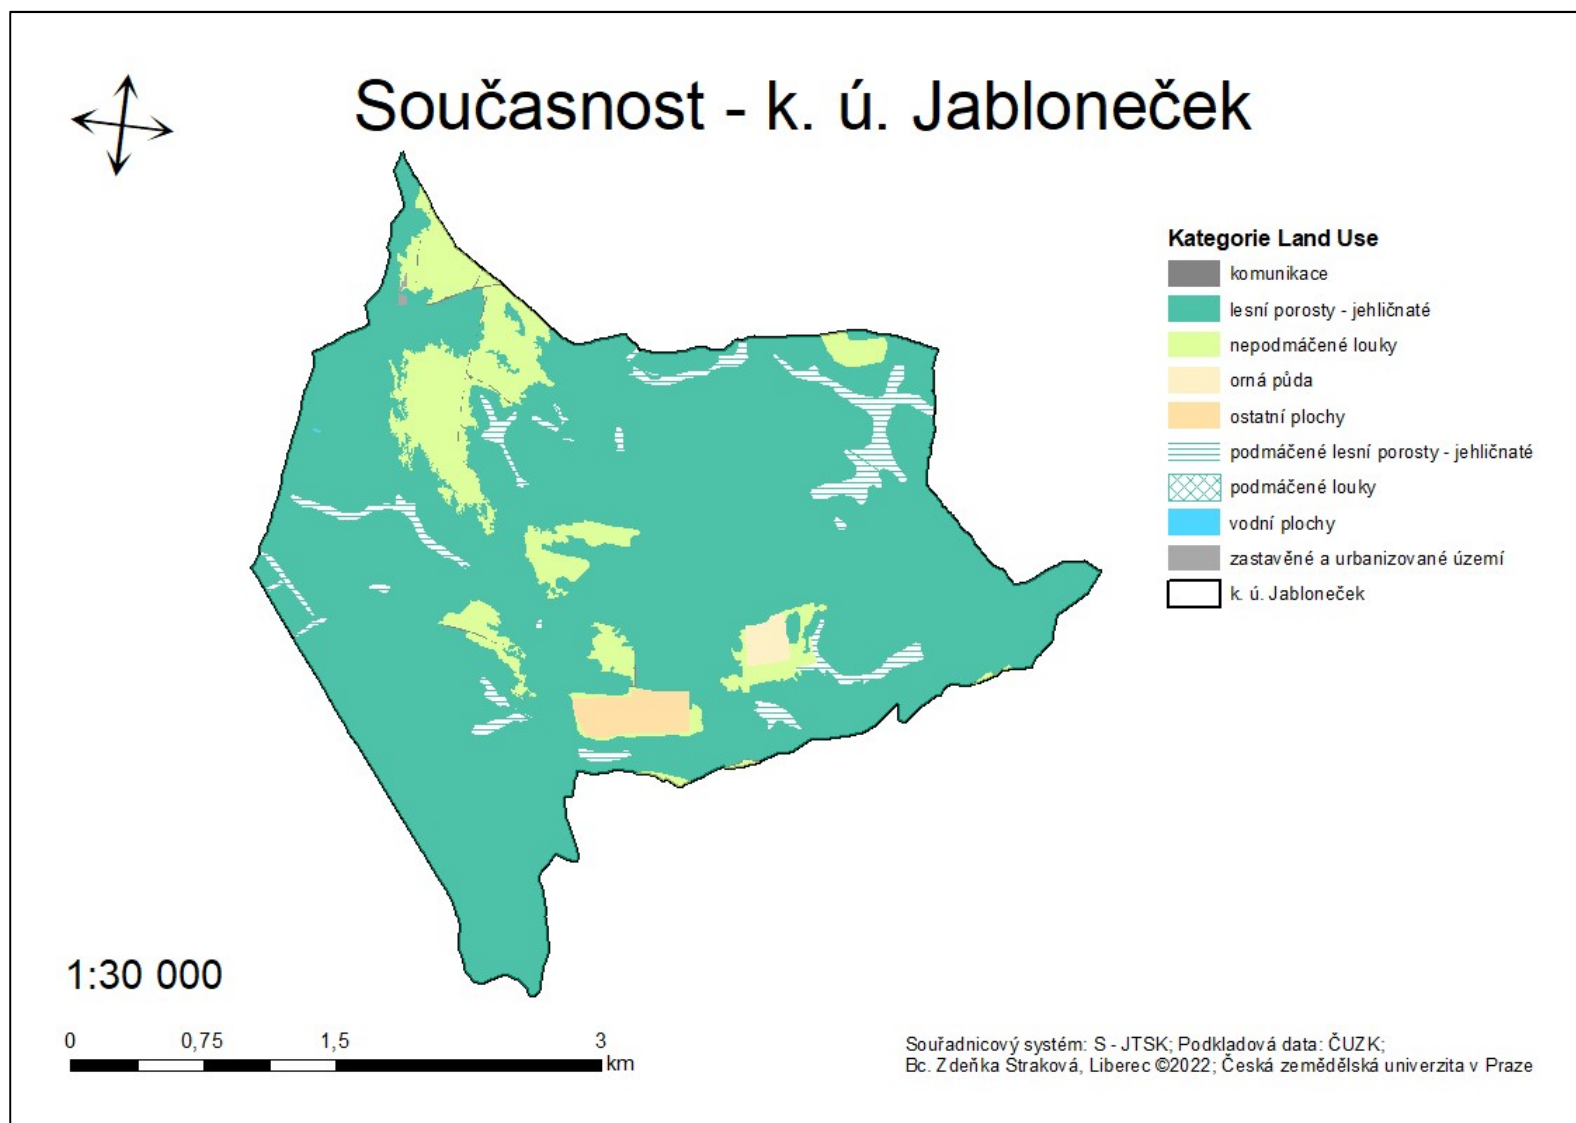 Současnost - k. ú. Jabloneček
Kategorie Land Use
komunikace
lesní porosty - jehličnaté
nepodmáčené louky
orná půda
ostatní plochy
podmáčené lesní porosty - jehličnaté
podmáčené louky
vodní plochy
zastavěné a urbanizované území
k. ú. Jabloneček
1:30 000
0 0,75 1,5 3
km
Souřadnicový systém: S - JTSK; Podkladová data: ČUZK;
Bc. Zdeňka Straková, Liberec ©2022; Česká zemědělská univerzita v Praze